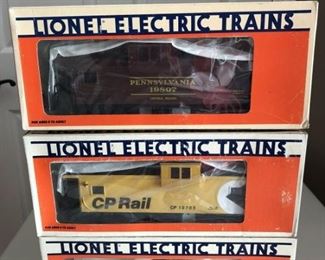 LIONEL ELECTRIC TRAINS
PENNSYLVANIA
19807
LIONEL ELECTRIC TRAINS
CP Rail
LIONEL ELECTRIC TRAINS